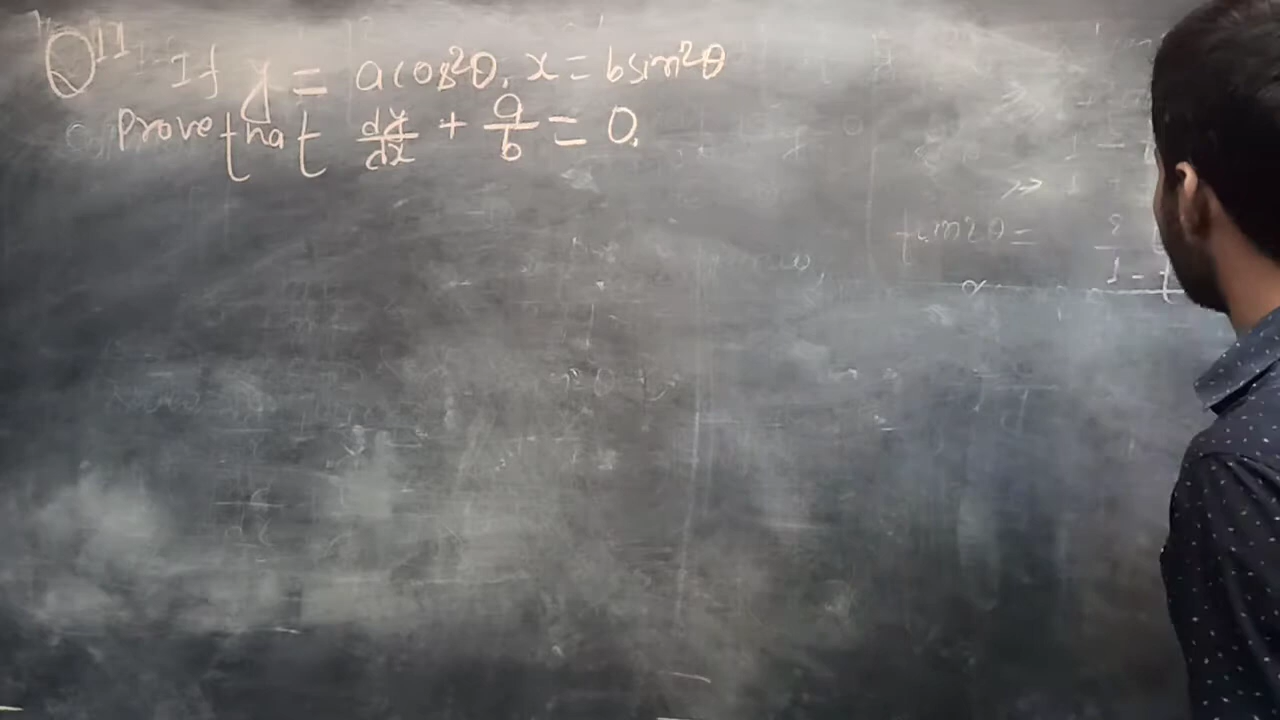 Q11 If y = a cos²θ, x = b sin²θ
Prove that dy/dx + a/b = 0.
tan2θ =